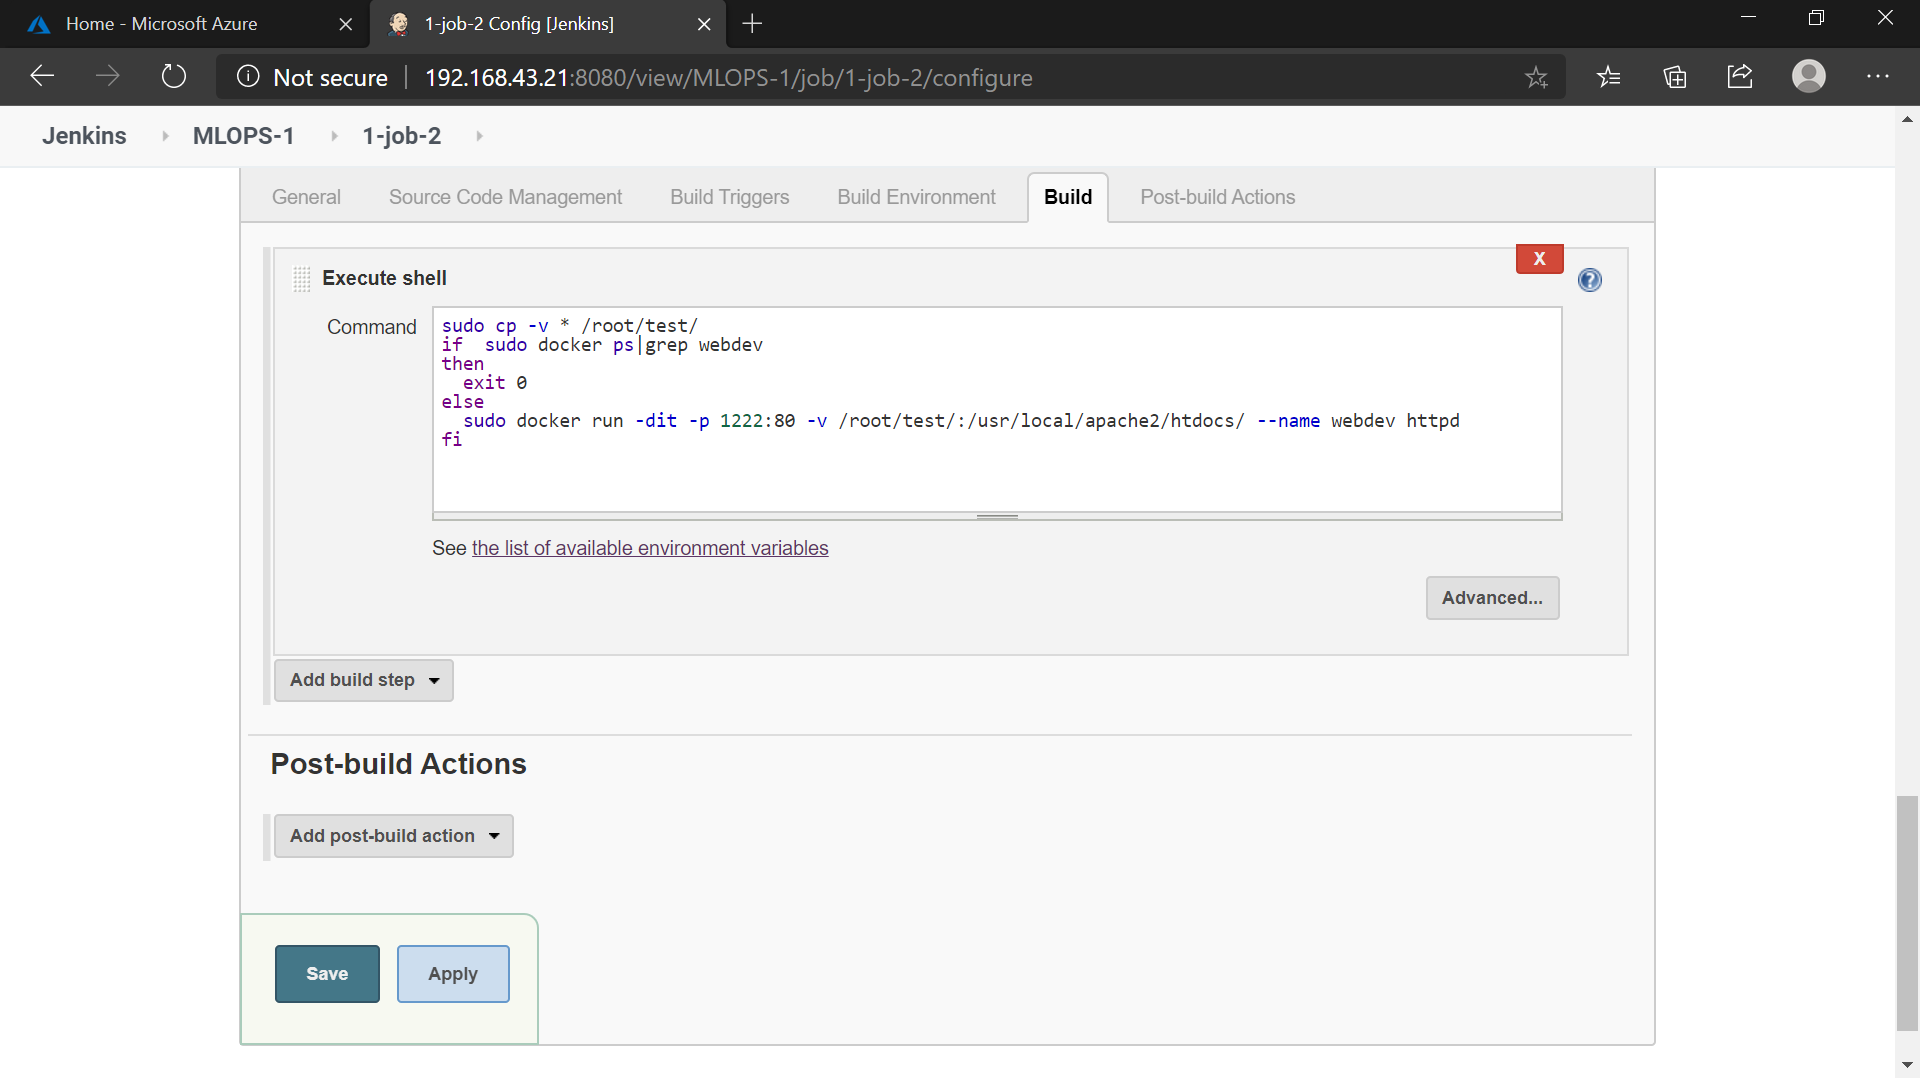 Home - Microsoft Azure
1-job-2 Config [Jenkins]
Not secure
192.168.43.21:8080/view/MLOPS-1/job/1-job-2/configure
Jenkins
MLOPS-1
1-job-2
General
Source Code Management
Build Triggers
Build Environment
Build
Post-build Actions
X
Execute shell
?
Command
sudo cp -v * /root/test/
if  sudo docker ps|grep webdev
then
  exit 0
else
  sudo docker run -dit -p 1222:80 -v /root/test/:/usr/local/apache2/htdocs/ --name webdev httpd
fi
See the list of available environment variables
Advanced...
Add build step
Post-build Actions
Add post-build action
Save
Apply